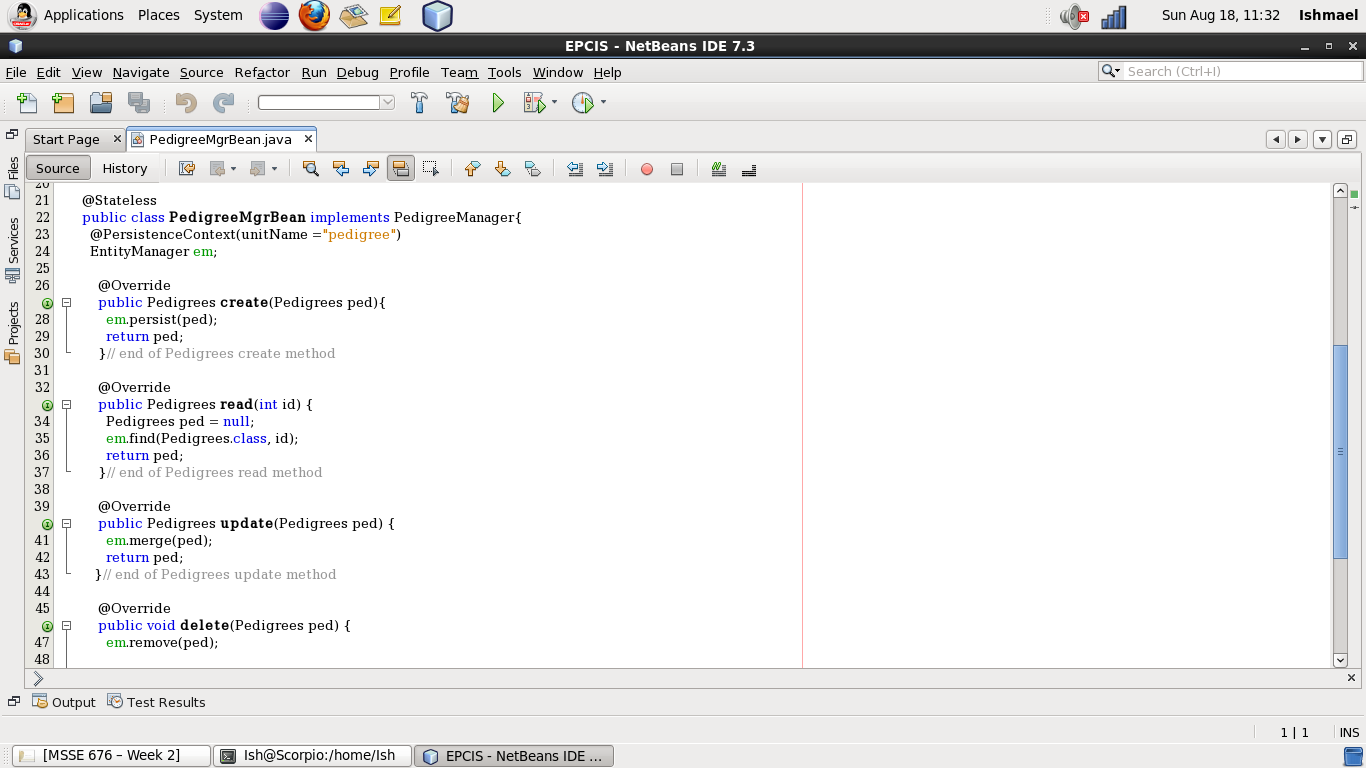 Applications Places System Sun Aug 18, 11:32 Ishmael
EPCIS - NetBeans IDE 7.3
File Edit View Navigate Source Refactor Run Debug Profile Team Tools Window Help Search (Ctrl+I)
Start Page PedigreeMgrBean.java
Source History
Files
Services
Projects
20
21 @Stateless
22 public class PedigreeMgrBean implements PedigreeManager{
23 @PersistenceContext(unitName ="pedigree")
24 EntityManager em;
25
26 @Override
public Pedigrees create(Pedigrees ped){
28 em.persist(ped);
29 return ped;
30 }// end of Pedigrees create method
31
32 @Override
public Pedigrees read(int id) {
34 Pedigrees ped = null;
35 em.find(Pedigrees.class, id);
36 return ped;
37 }// end of Pedigrees read method
38
39 @Override
public Pedigrees update(Pedigrees ped) {
41 em.merge(ped);
42 return ped;
43 }// end of Pedigrees update method
44
45 @Override
public void delete(Pedigrees ped) {
47 em.remove(ped);
48
Output Test Results
1 | 1 INS
[MSSE 676 – Week 2] Ish@Scorpio:/home/Ish EPCIS - NetBeans IDE ...